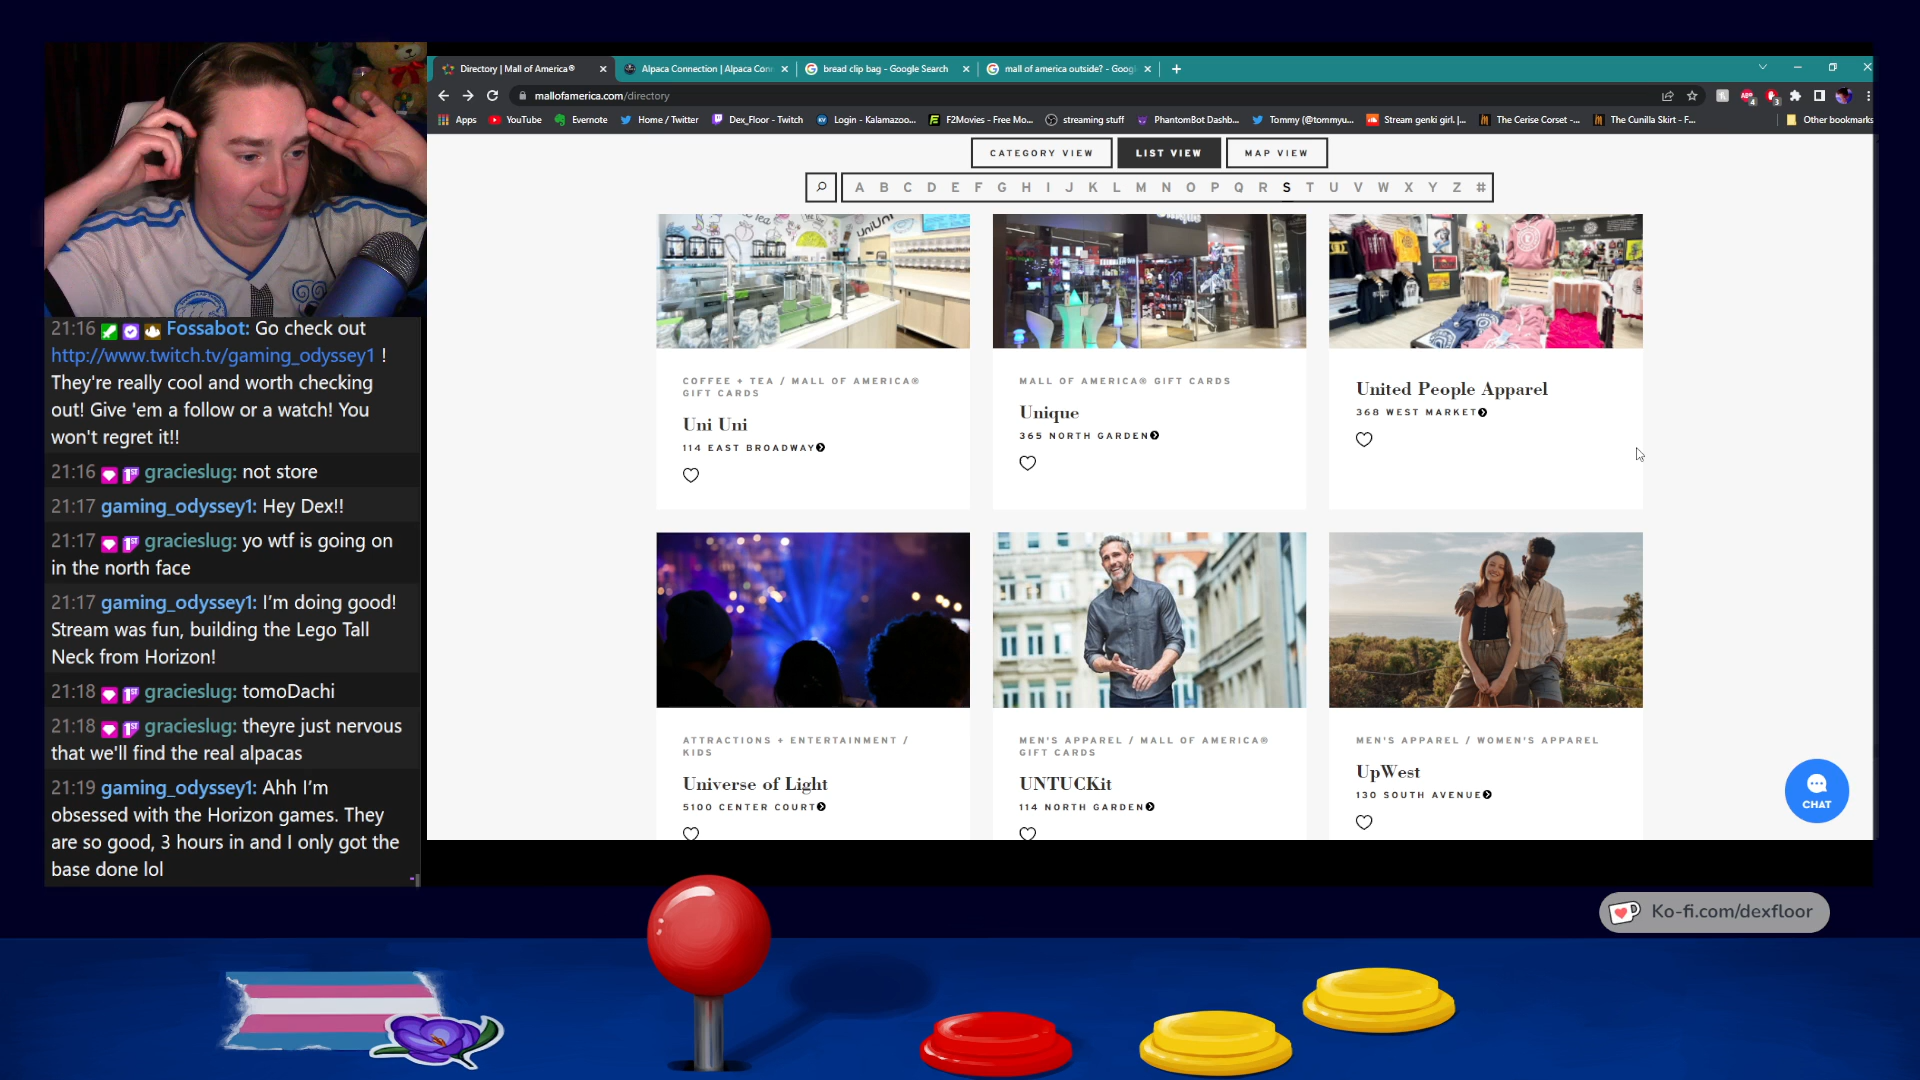 Directory | Mall of America®
Alpaca Connection | Alpaca Conn
bread clip bag - Google Search
mall of america outside? - Goog
mallofamerica.com/directory
Apps
YouTube
Evernote
Home / Twitter
Dex_Floor - Twitch
Login - Kalamazoo...
F2Movies - Free Mo...
streaming stuff
PhantomBot Dashb...
Tommy (@tommyu...
Stream genki girl. |...
The Cerise Corset -...
The Cunilla Skirt - F...
Other bookmarks
CATEGORY VIEW
LIST VIEW
MAP VIEW
A B C D E F G H I J K L M N O P Q R S T U V W X Y Z #
COFFEE + TEA / MALL OF AMERICA®
GIFT CARDS
Uni Uni
114 EAST BROADWAY
MALL OF AMERICA® GIFT CARDS
Unique
365 NORTH GARDEN
United People Apparel
368 WEST MARKET
ATTRACTIONS + ENTERTAINMENT /
KIDS
Universe of Light
5100 CENTER COURT
MEN'S APPAREL / MALL OF AMERICA®
GIFT CARDS
UNTUCKit
114 NORTH GARDEN
MEN'S APPAREL / WOMEN'S APPAREL
UpWest
130 SOUTH AVENUE
CHAT
21:16 Fossabot: Go check out
http://www.twitch.tv/gaming_odyssey1 !
They're really cool and worth checking
out! Give 'em a follow or a watch! You
won't regret it!!
21:16 gracieslug: not store
21:17 gaming_odyssey1: Hey Dex!!
21:17 gracieslug: yo wtf is going on
in the north face
21:17 gaming_odyssey1: I'm doing good!
Stream was fun, building the Lego Tall
Neck from Horizon!
21:18 gracieslug: tomoDachi
21:18 gracieslug: theyre just nervous
that we'll find the real alpacas
21:19 gaming_odyssey1: Ahh I'm
obsessed with the Horizon games. They
are so good, 3 hours in and I only got the
base done lol
Ko-fi.com/dexfloor